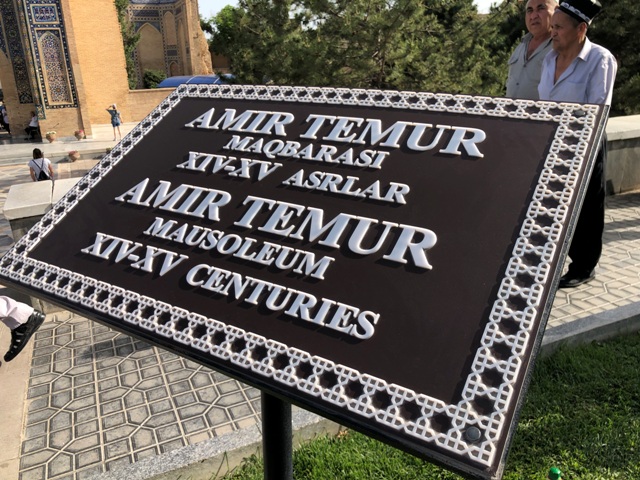 AMIR TEMUR
MAQBARASI
XIV-XV ASRLAR
AMIR TEMUR
MAUSOLEUM
XIV-XV CENTURIES